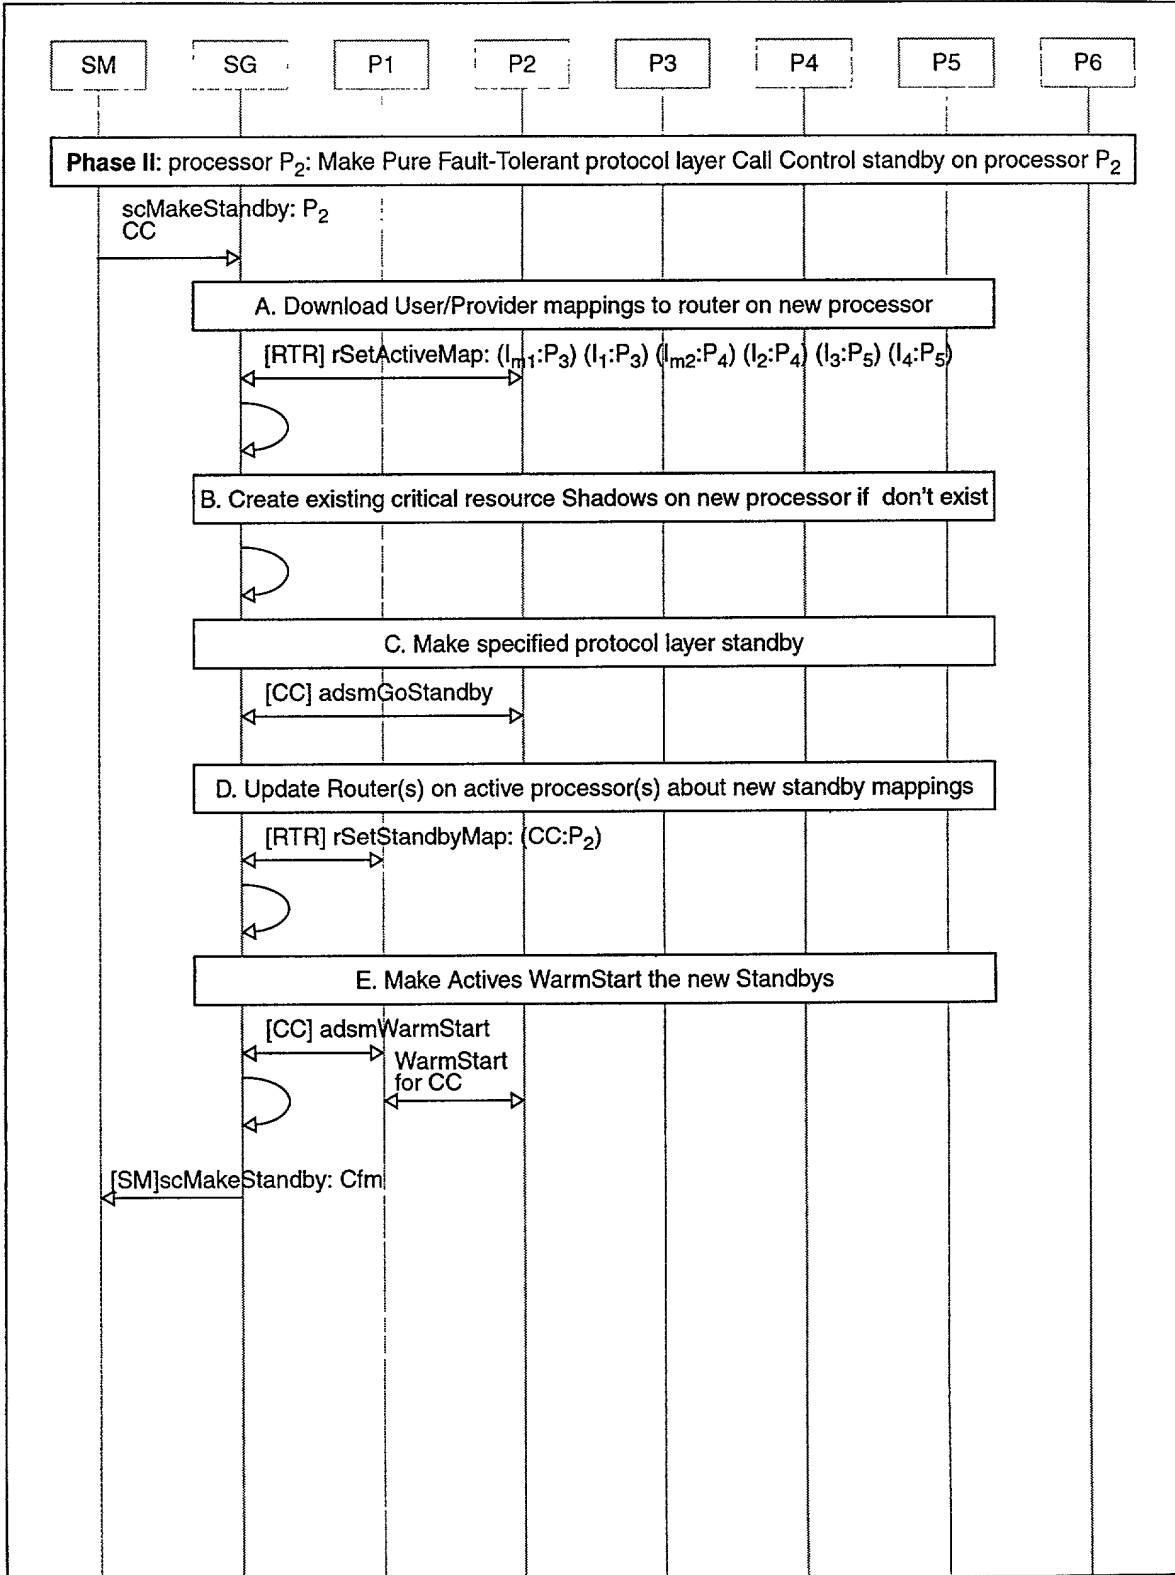 SM SG P1 P2 P3 P4 P5 P6
Phase II: processor P2: Make Pure Fault-Tolerant protocol layer Call Control standby on processor P2
scMakeStandby: P2
CC
A. Download User/Provider mappings to router on new processor
[RTR] rSetActiveMap: (Im1:P3) (I1:P3) (Im2:P4) (I2:P4) (I3:P5) (I4:P5)
B. Create existing critical resource Shadows on new processor if don't exist
C. Make specified protocol layer standby
[CC] adsmGoStandby
D. Update Router(s) on active processor(s) about new standby mappings
[RTR] rSetStandbyMap: (CC:P2)
E. Make Actives WarmStart the new Standbys
[CC] adsmWarmStart
WarmStart
for CC
[SM]scMakeStandby: Cfm